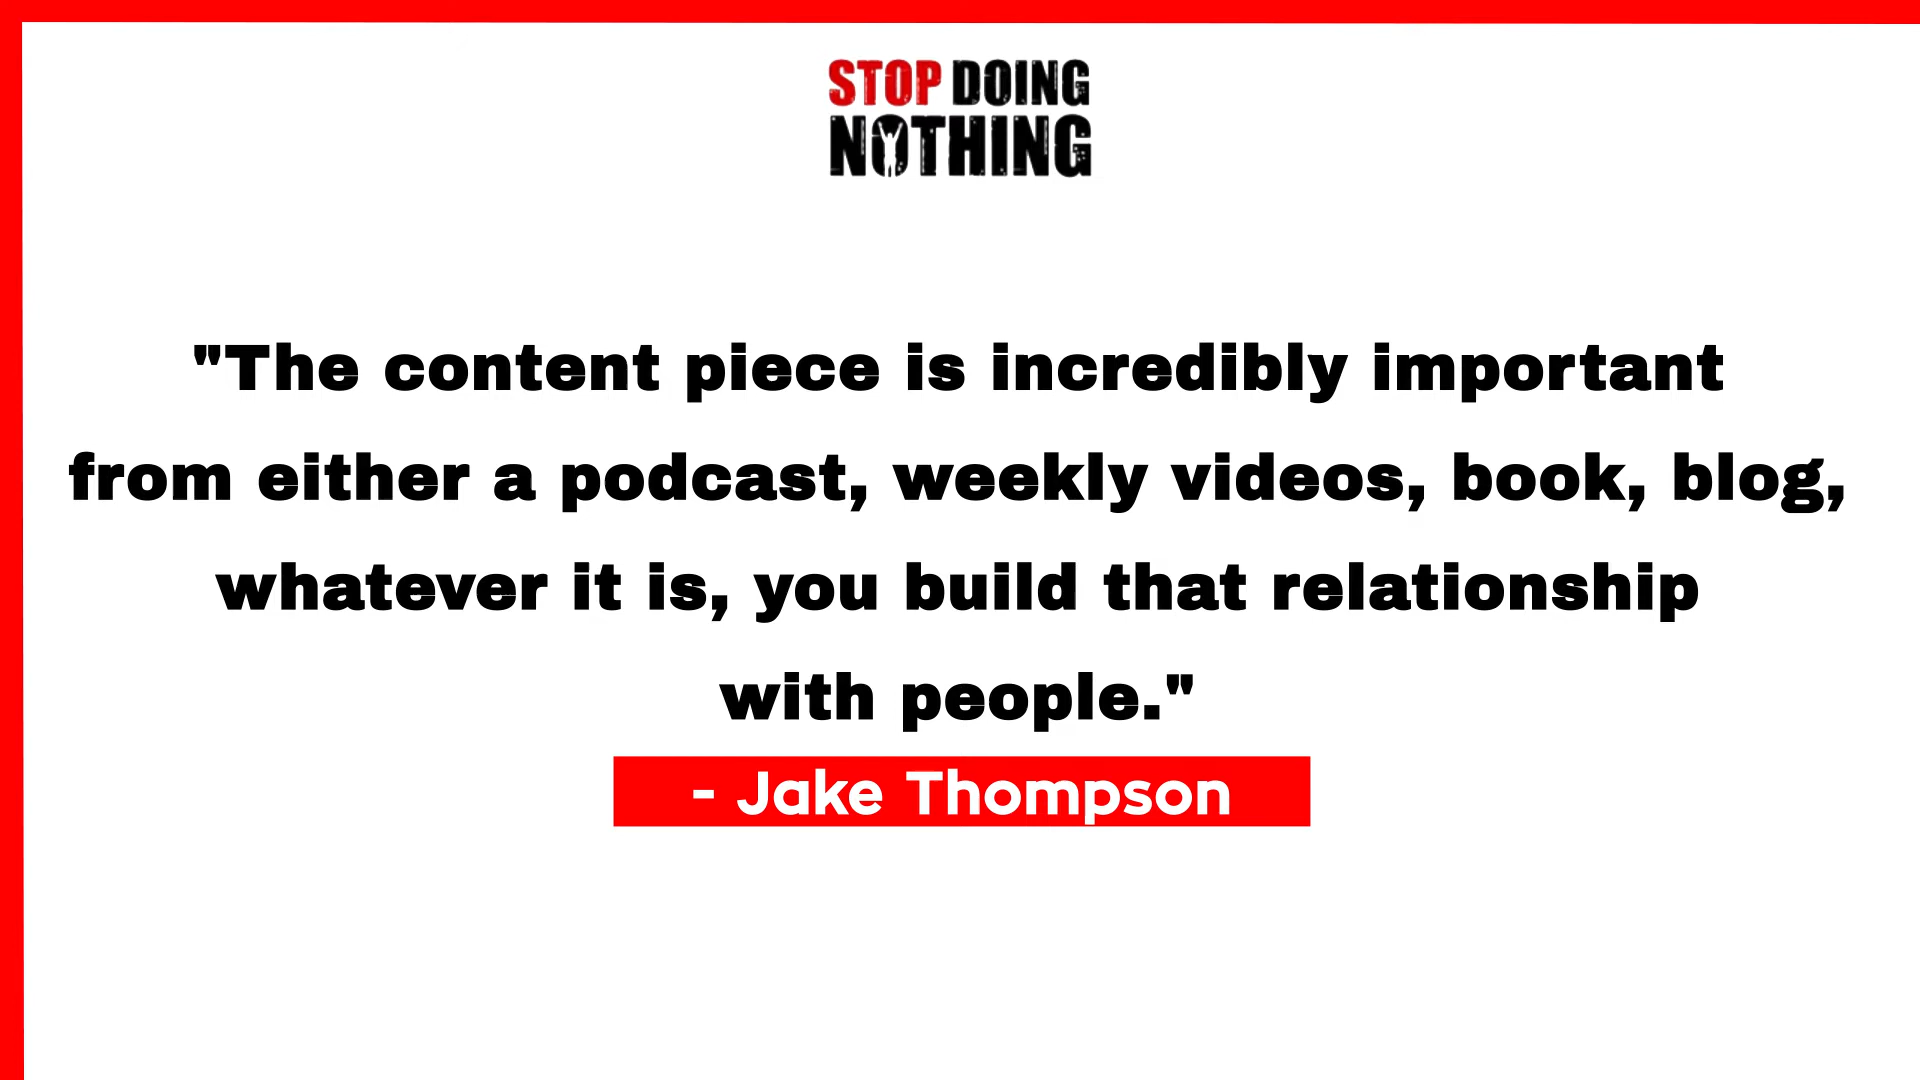 STOP DOING
NOTHING
"The content piece is incredibly important
from either a podcast, weekly videos, book, blog,
whatever it is, you build that relationship
with people."
- Jake Thompson